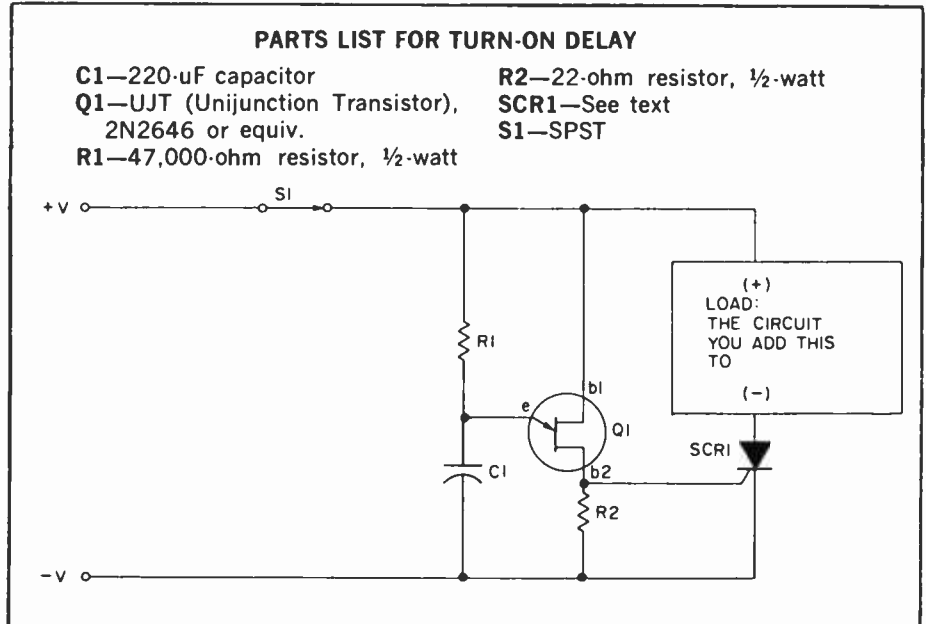 PARTS LIST FOR TURN-ON DELAY
C1—220-uF capacitor
Q1—UJT (Unijunction Transistor),
2N2646 or equiv.
R1—47,000-ohm resistor, ½-watt
R2—22-ohm resistor, ½-watt
SCR1—See text
S1—SPST
+V
S1
(+)
LOAD:
THE CIRCUIT
YOU ADD THIS
TO
(-)
R1
b1
e
Q1
SCR1
C1
b2
R2
-V